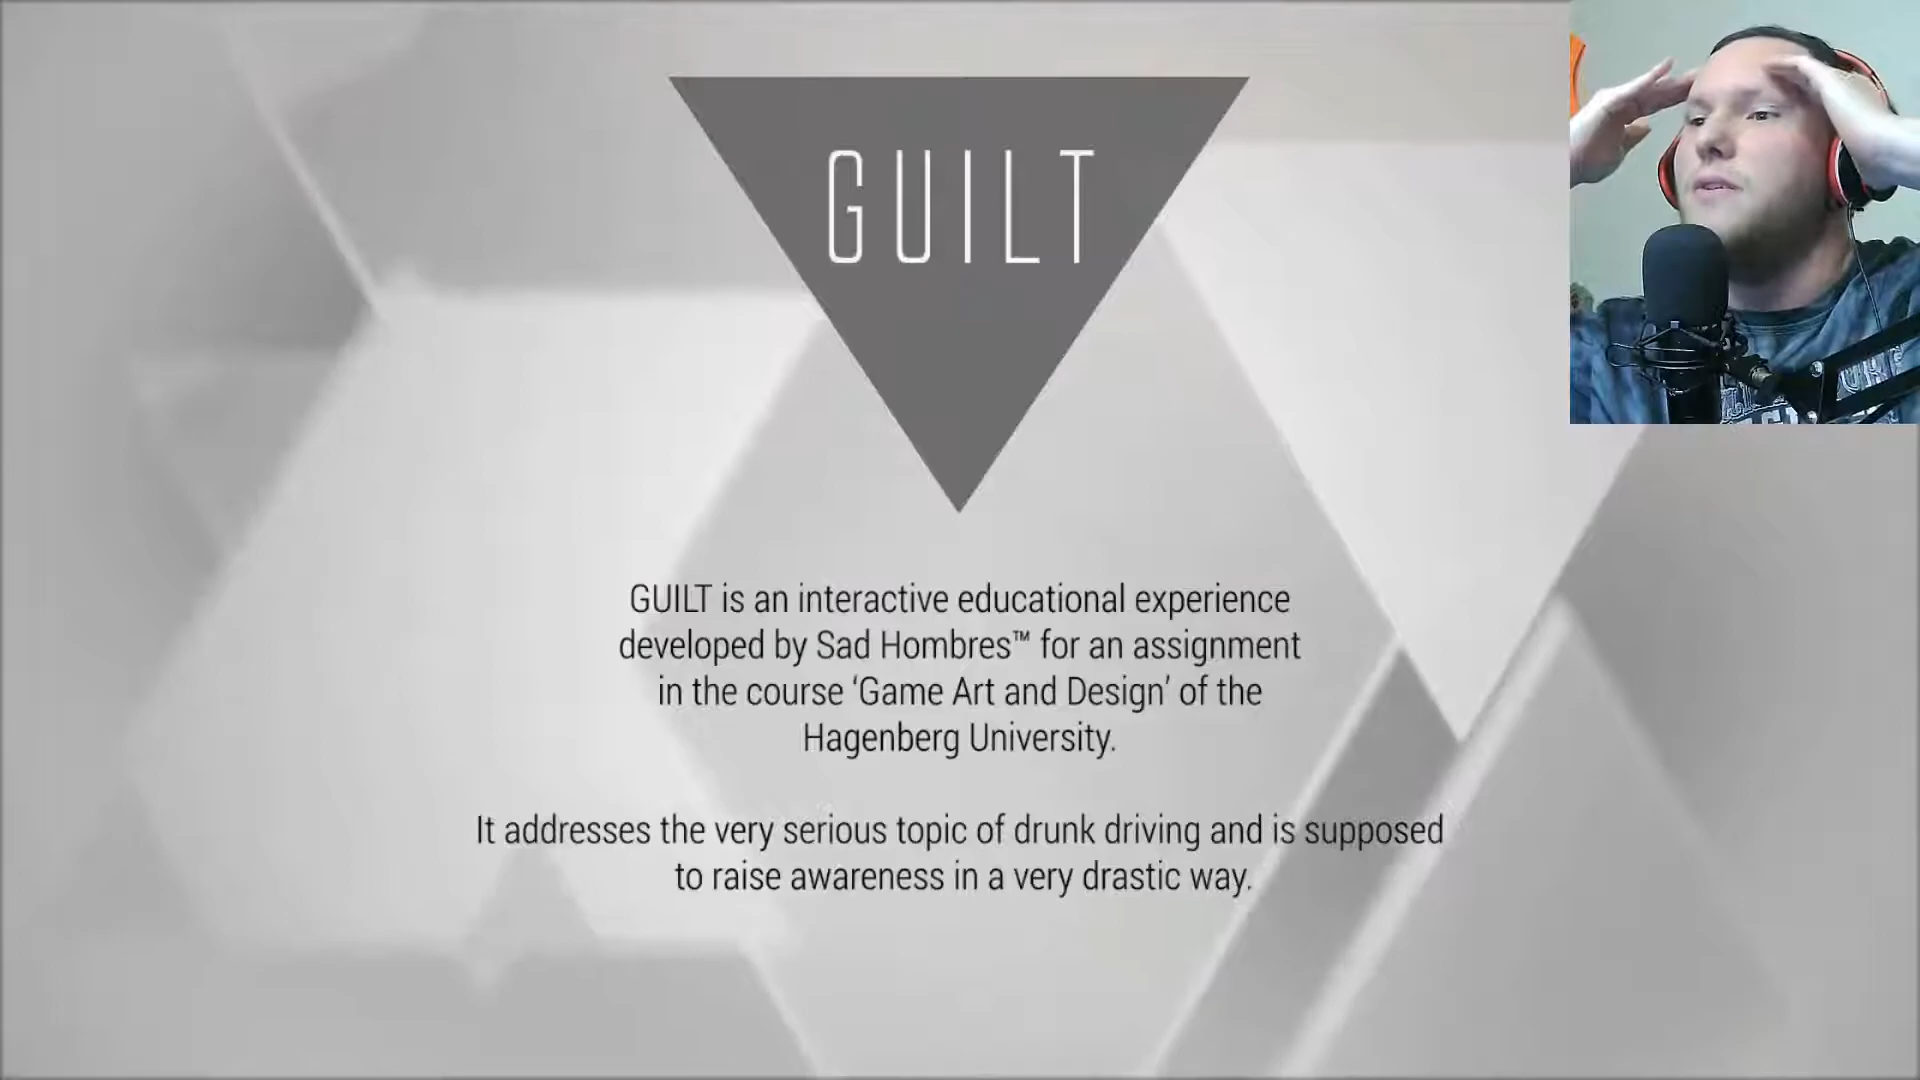 GUILT
GUILT is an interactive educational experience
developed by Sad Hombres™ for an assignment
in the course ‘Game Art and Design’ of the
Hagenberg University.
It addresses the very serious topic of drunk driving and is supposed
to raise awareness in a very drastic way.